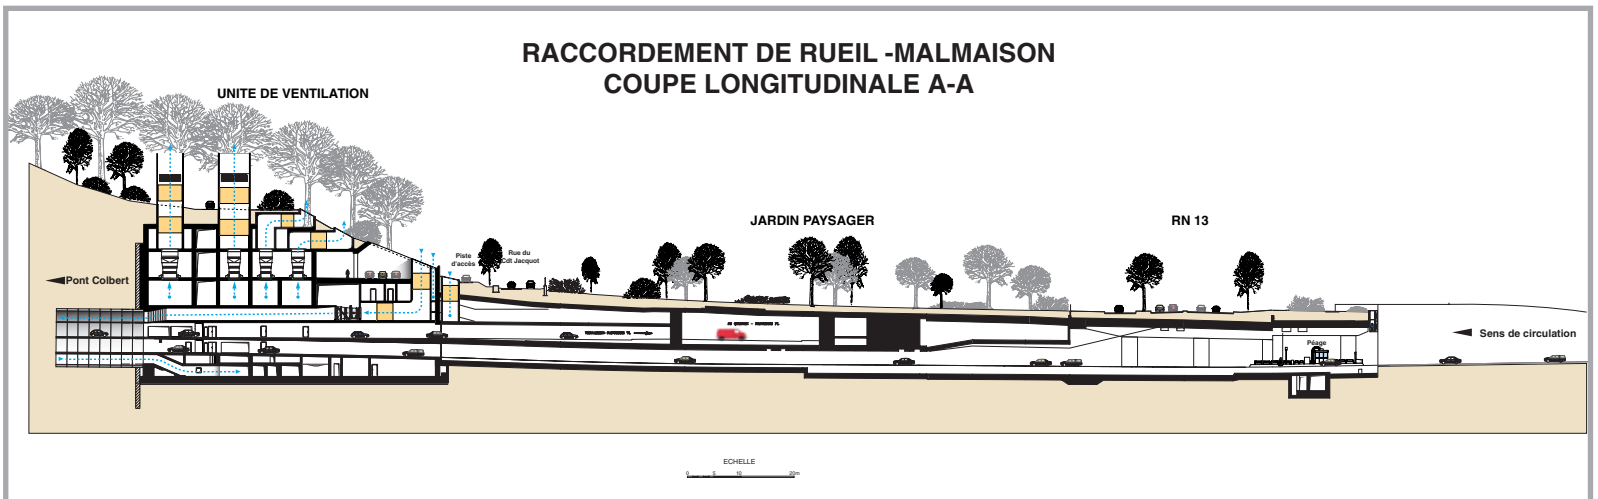 RACCORDEMENT DE RUEIL -MALMAISON
COUPE LONGITUDINALE A-A
UNITE DE VENTILATION
JARDIN PAYSAGER
RN 13
Piste
d'accès
Rue du
Cdt Jacquot
Pont Colbert
Sens de circulation
Péage
ECHELLE
0 5 10 20m